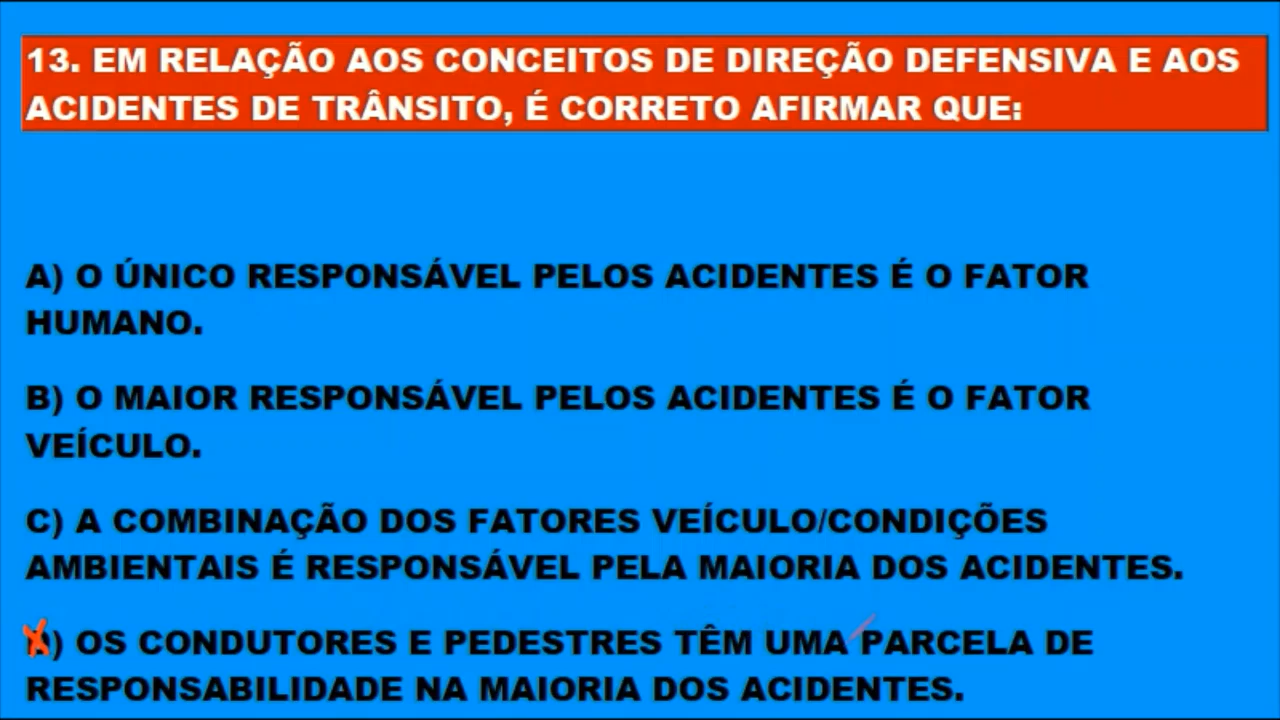 13. EM RELAÇÃO AOS CONCEITOS DE DIREÇÃO DEFENSIVA E AOS
ACIDENTES DE TRÂNSITO, É CORRETO AFIRMAR QUE:
A) O ÚNICO RESPONSÁVEL PELOS ACIDENTES É O FATOR
HUMANO.
B) O MAIOR RESPONSÁVEL PELOS ACIDENTES É O FATOR
VEÍCULO.
C) A COMBINAÇÃO DOS FATORES VEÍCULO/CONDIÇÕES
AMBIENTAIS É RESPONSÁVEL PELA MAIORIA DOS ACIDENTES.
X) OS CONDUTORES E PEDESTRES TÊM UMA PARCELA DE
RESPONSABILIDADE NA MAIORIA DOS ACIDENTES.